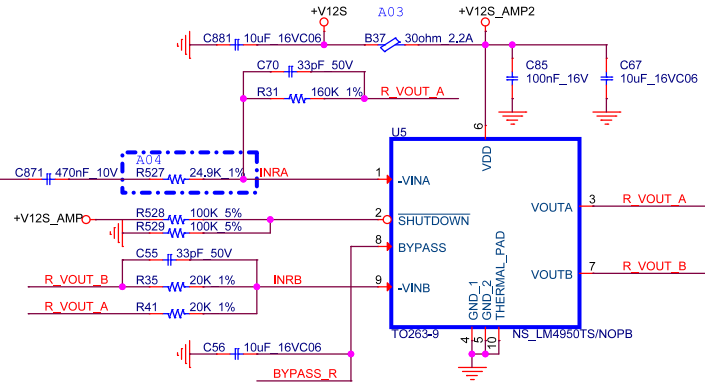 +V12S A03 +V12S_AMP2
C881 10uF_16VC06 B37 30ohm_2.2A
C70 33pF_50V C85 C67
100nF_16V 10uF_16VC06
R31 160K_1% R_VOUT_A
6 U5
VDD
A04
C871 470nF_10V R527 24.9K_1% INRA 1 -VINA
VOUTA 3 R_VOUT_A
+V12S_AMP R528 100K_5% 2 SHUTDOWN
R529 100K_5%
8 BYPASS
C55 33pF_50V
R_VOUT_B R35 20K_1% INRB 9 -VINB
VOUTB 7 R_VOUT_B
R_VOUT_A R41 20K_1%
GND_1 GND_2 THERMAL_PAD
TO263-9 4 5 10 NS_LM4950TS/NOPB
C56 10uF_16VC06
BYPASS_R